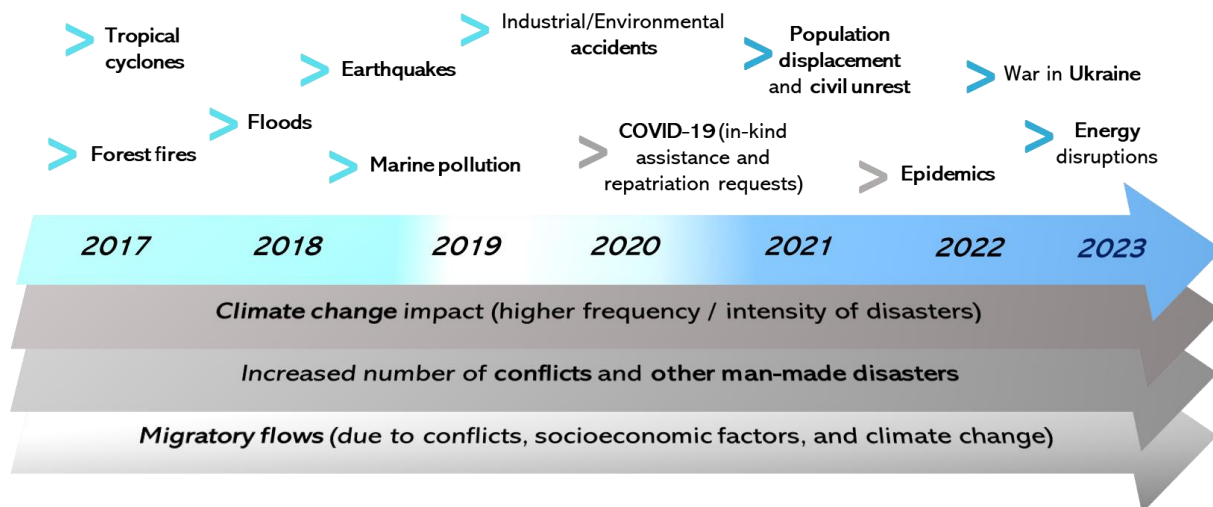 Tropical
cyclones
Forest fires
Floods
Earthquakes
Marine pollution
Industrial/Environmental
accidents
COVID-19 (in-kind
assistance and
repatriation requests)
Population
displacement
and civil unrest
Epidemics
War in Ukraine
Energy
disruptions
2017 2018 2019 2020 2021 2022 2023
Climate change impact (higher frequency / intensity of disasters)
Increased number of conflicts and other man-made disasters
Migratory flows (due to conflicts, socioeconomic factors, and climate change)